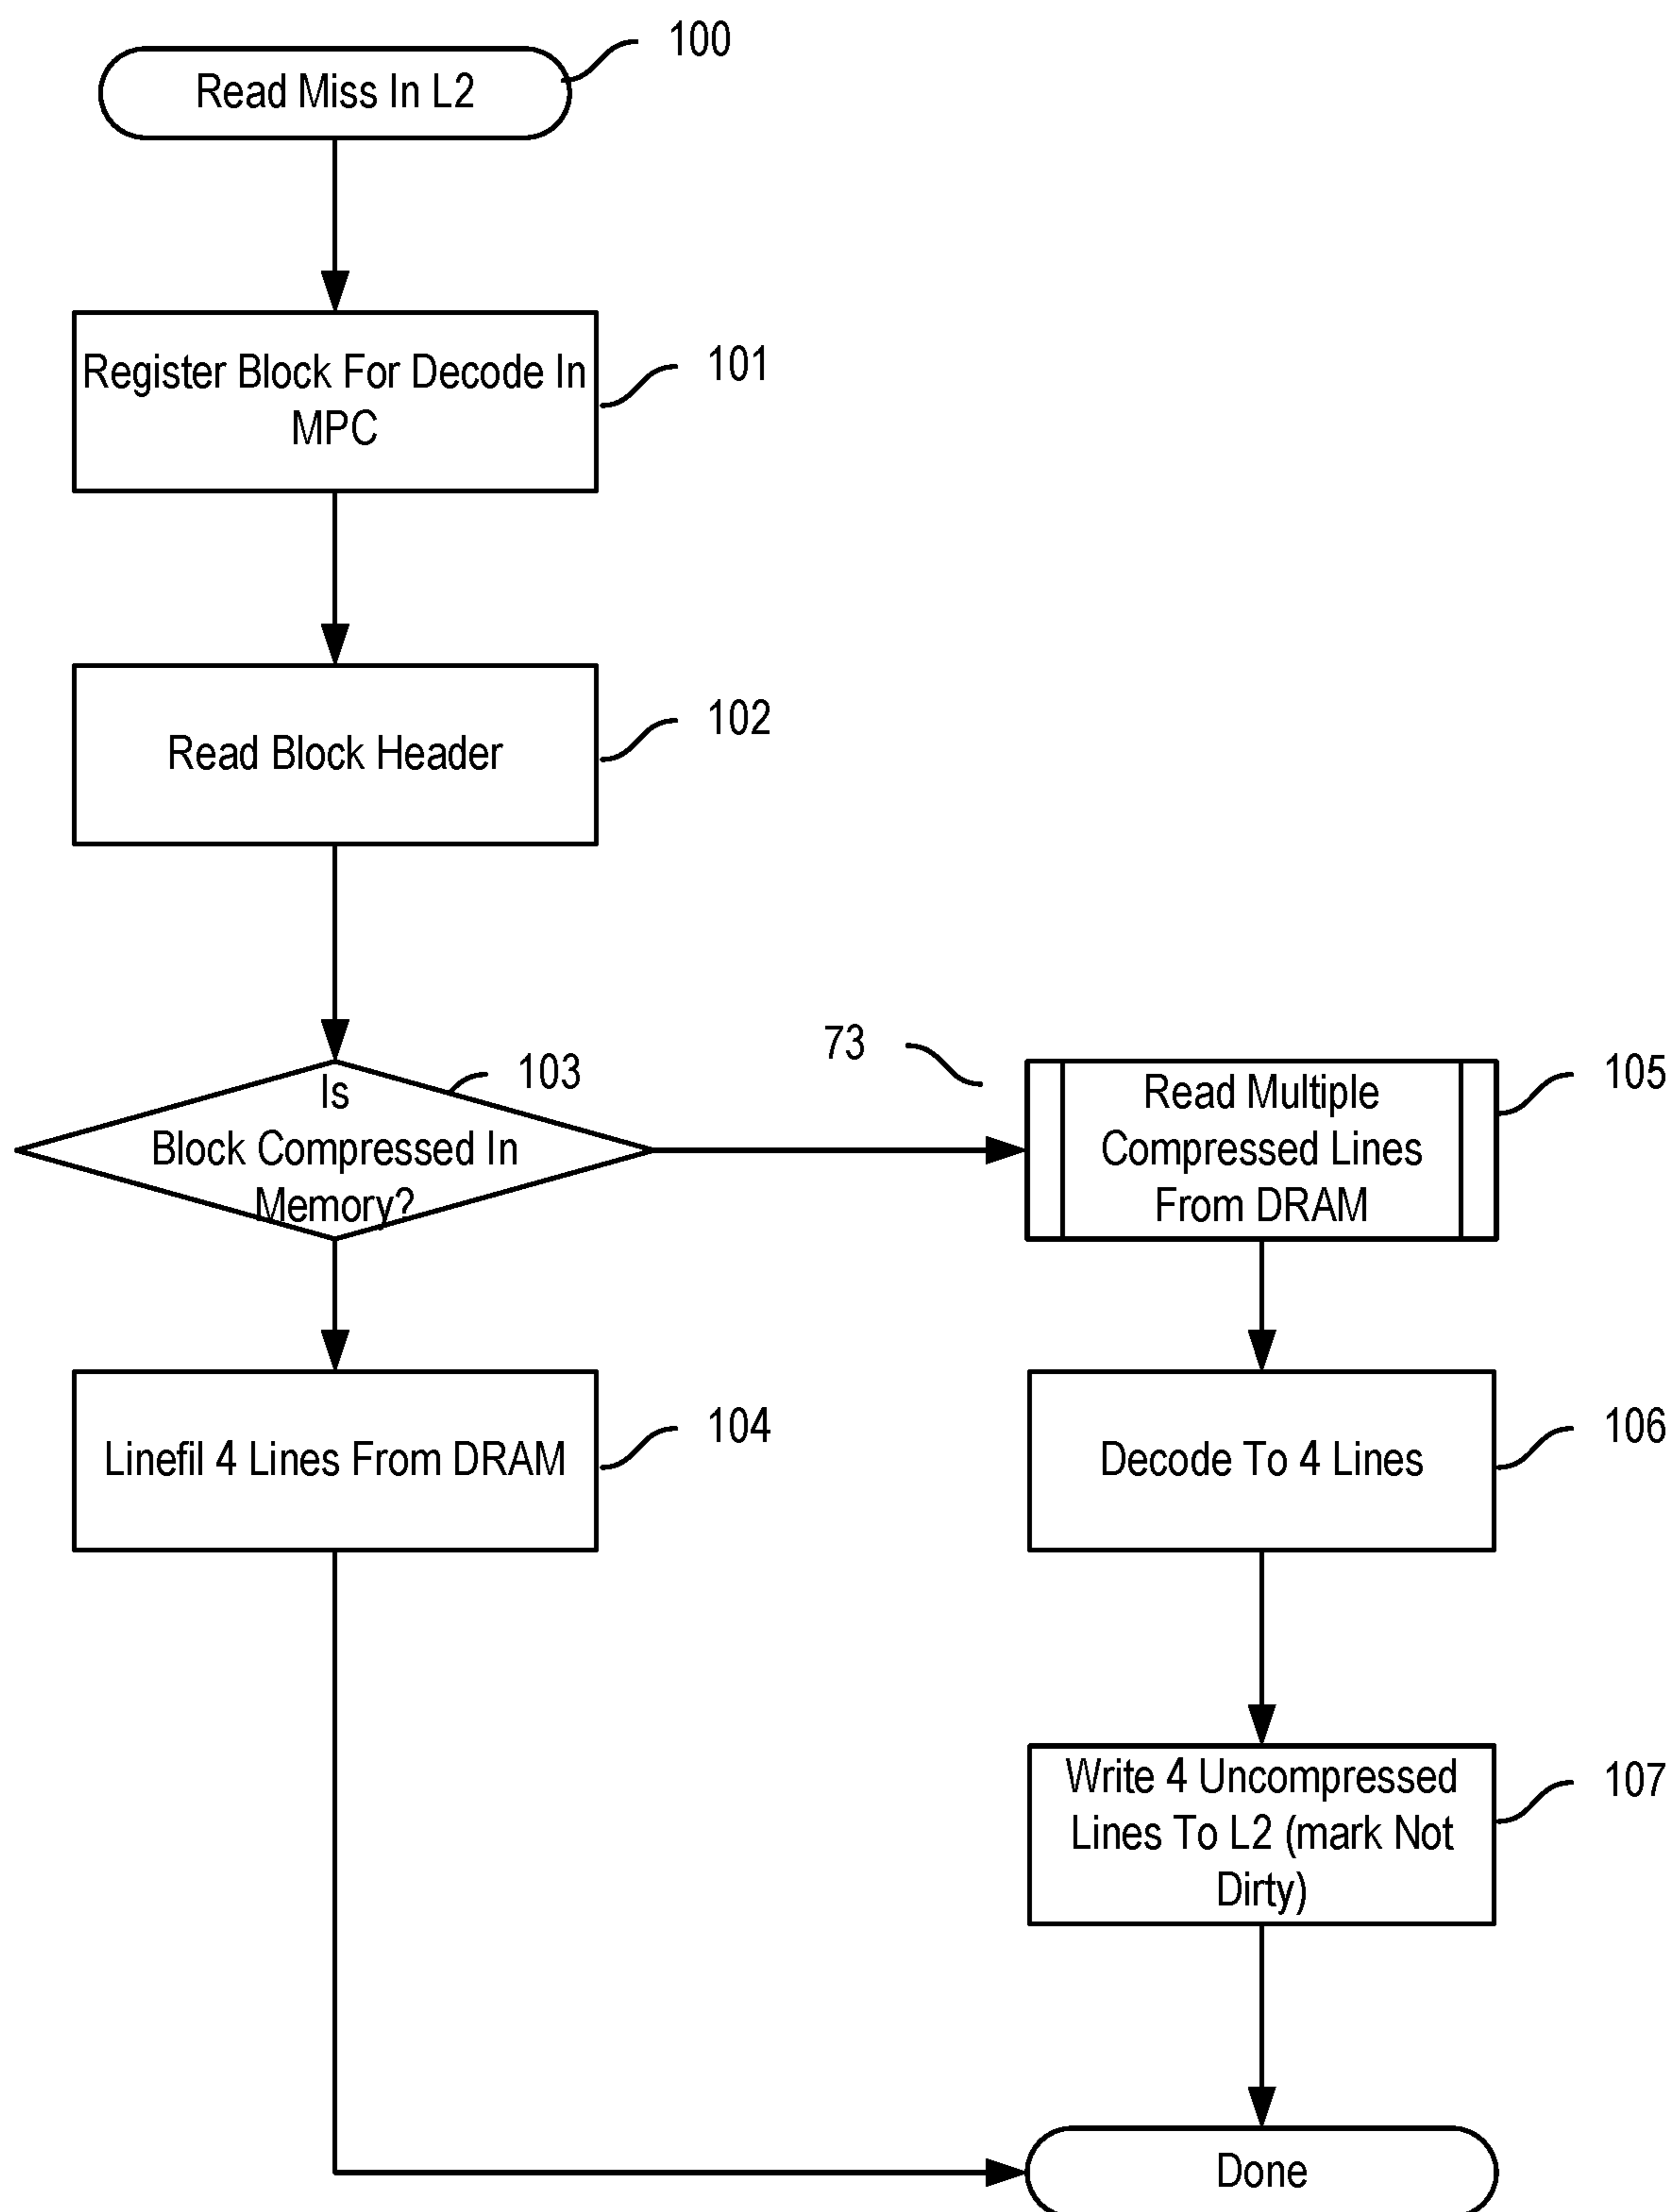 100
Read Miss In L2
101
Register Block For Decode In
MPC
102
Read Block Header
103
Is
Block Compressed In
Memory?
73
105
Read Multiple
Compressed Lines
From DRAM
104
Linefil 4 Lines From DRAM
106
Decode To 4 Lines
107
Write 4 Uncompressed
Lines To L2 (mark Not
Dirty)
Done